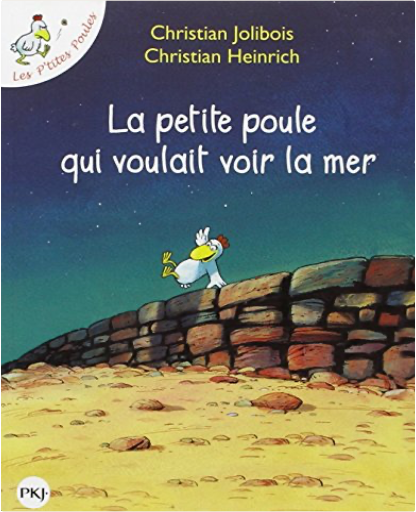 Les P'tites Poules
Christian Jolibois
Christian Heinrich
La petite poule
qui voulait voir la mer
PKJ·